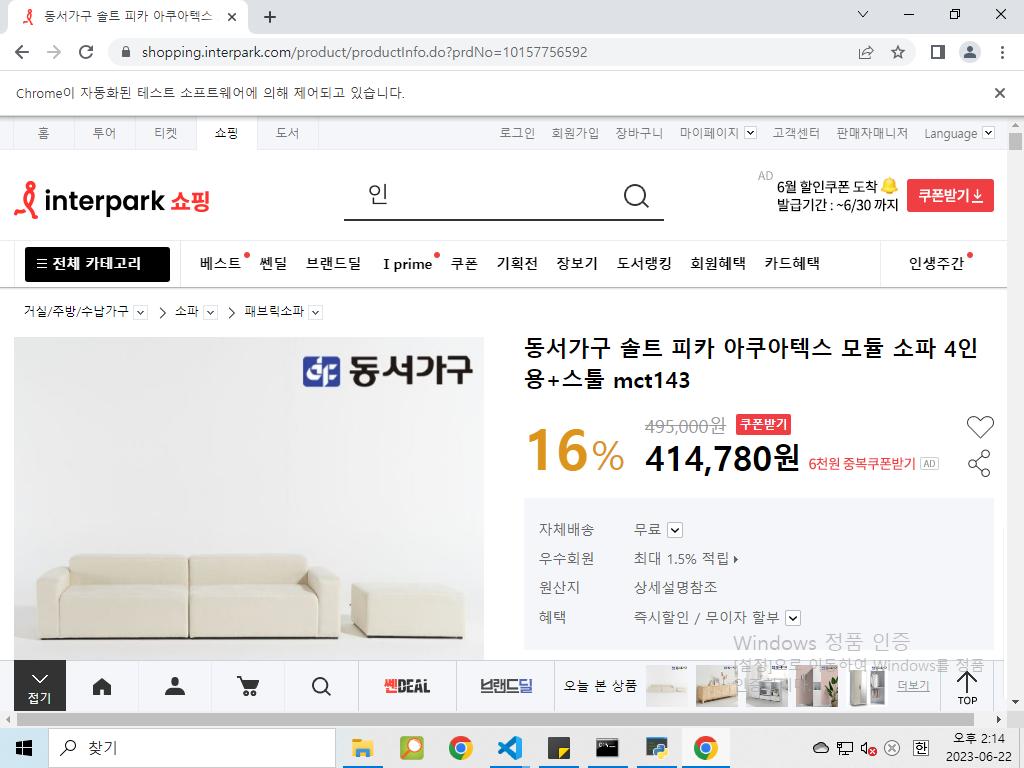 동서가구 솔트 피카 아쿠아텍스
shopping.interpark.com/product/productInfo.do?prdNo=10157756592
Chrome이 자동화된 테스트 소프트웨어에 의해 제어되고 있습니다.
홈 투어 티켓 쇼핑 도서 로그인 회원가입 장바구니 마이페이지 고객센터 판매자매니저 Language
interpark 쇼핑
인
AD
6월 할인쿠폰 도착
발급기간 : ~6/30 까지
쿠폰받기
전체 카테고리 베스트 쎈딜 브랜드딜 I prime 쿠폰 기획전 장보기 도서랭킹 회원혜택 카드혜택 인생주간
거실/주방/수납가구 > 소파 > 패브릭소파
동서가구
동서가구 솔트 피카 아쿠아텍스 모듈 소파 4인
용+스툴 mct143
495,000원 쿠폰받기
16% 414,780원 6천원 중복쿠폰받기 AD
자체배송 무료
우수회원 최대 1.5% 적립
원산지 상세설명참조
혜택 즉시할인 / 무이자 할부
Windows 정품 인증
[설정]으로 이동하여 Windows를 정품
접기 쎈DEAL 브랜드딜 오늘 본 상품 더보기 TOP
찾기
한
오후 2:14
2023-06-22